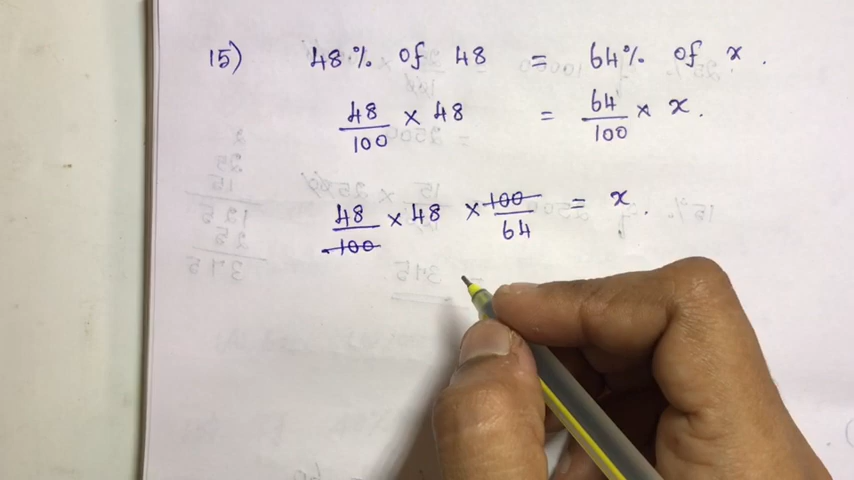 15) 48% of 48 = 64% of x.
48/100 × 48 = 64/100 × x.
48/100 × 48 × 100/64 = x.